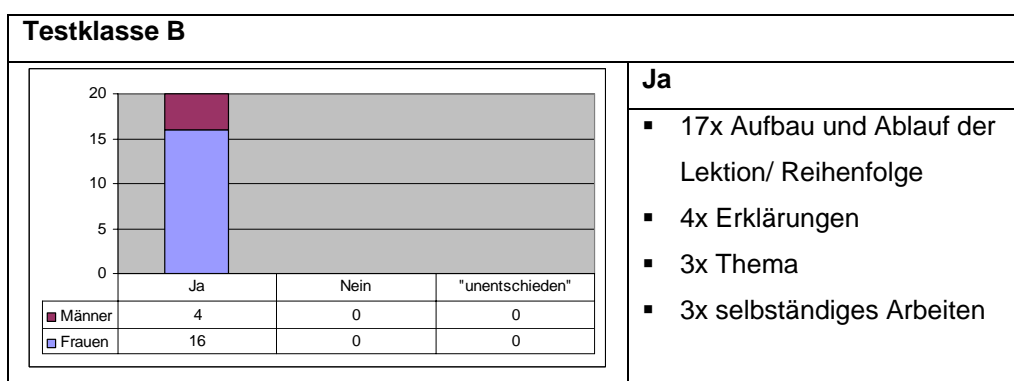 Testklasse B
20
15
10
5
0
Ja Nein "unentschieden"
Männer 4 0 0
Frauen 16 0 0
Ja
▪ 17x Aufbau und Ablauf der
Lektion/ Reihenfolge
▪ 4x Erklärungen
▪ 3x Thema
▪ 3x selbständiges Arbeiten